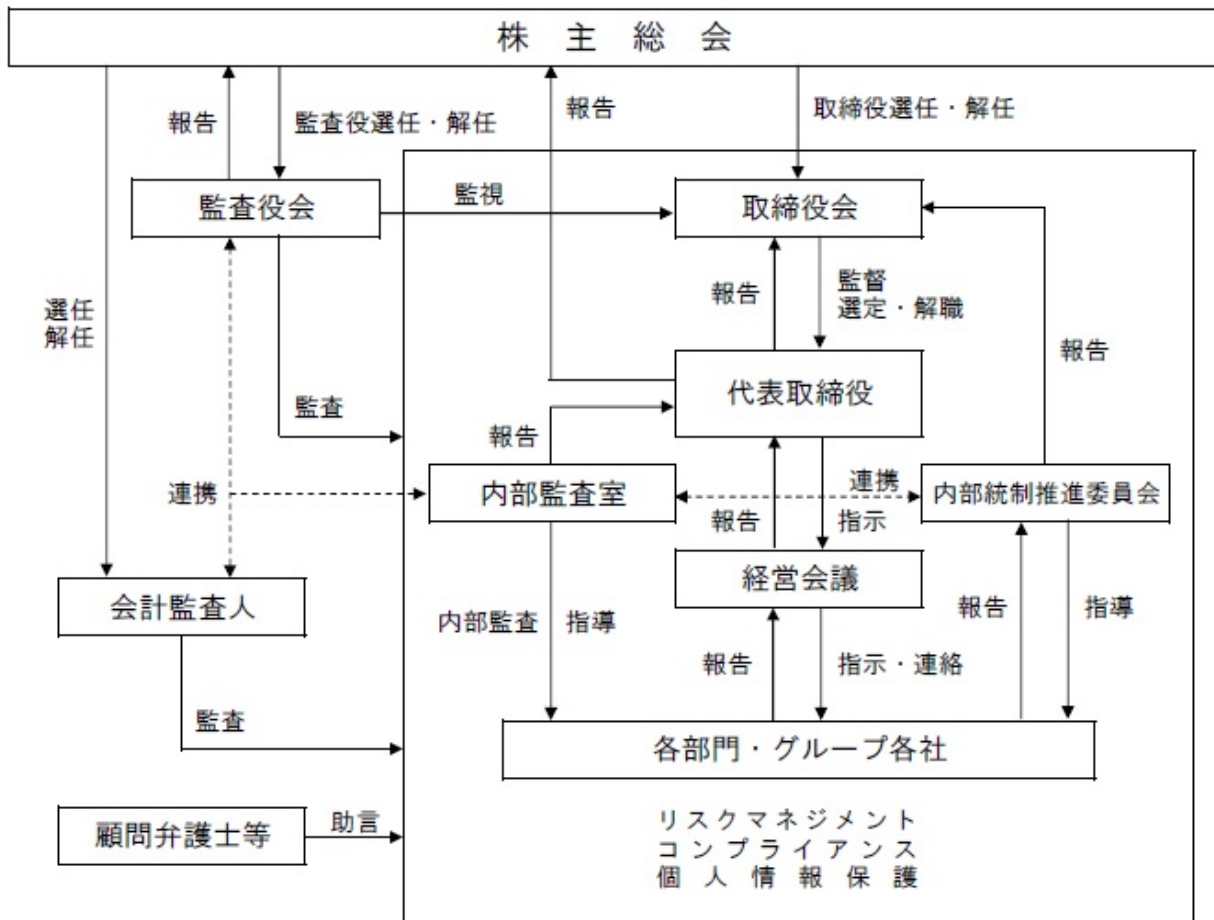 株主総会
報告
監査役選任・解任
報告
取締役選任・解任
監査役会
監視
取締役会
選任
解任
報告
監督
選定・解職
報告
代表取締役
監査
報告
連携
内部監査室
連携
内部統制推進委員会
報告
指示
会計監査人
経営会議
内部監査
指導
報告
指示・連絡
報告
指導
監査
各部門・グループ各社
顧問弁護士等
助言
リスクマネジメント
コンプライアンス
個人情報保護